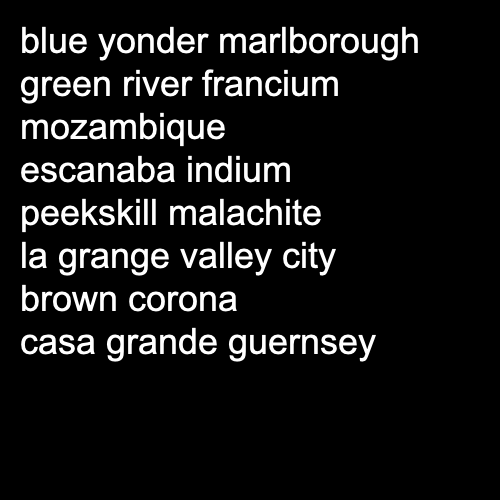 blue yonder marlborough
green river francium
mozambique
escanaba indium
peekskill malachite
la grange valley city
brown corona
casa grande guernsey